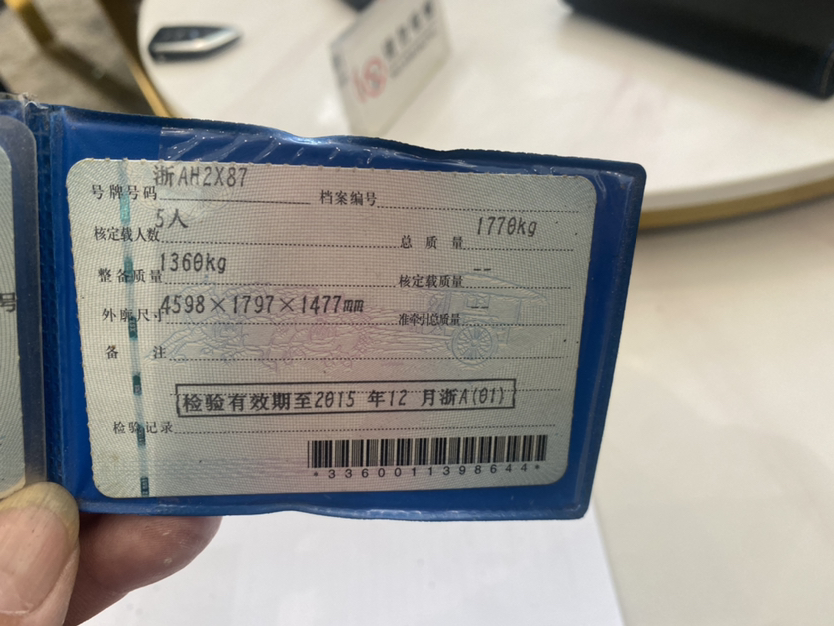 号牌号码 浙AH2X87 档案编号
核定载人数 5人 总质量 1770kg
整备质量 1360kg 核定载质量 --
外廓尺寸 4598×1797×1477mm 准牵引总质量 --
备注
检验有效期至2015 年12 月浙A(01)
检验记录
*3360011398644*
号